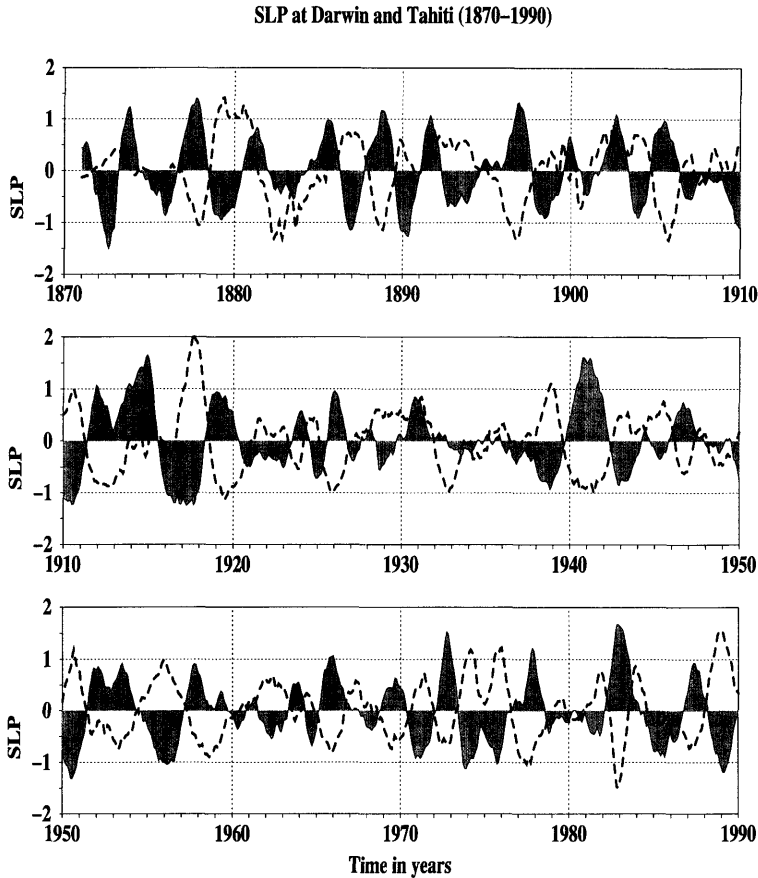 SLP at Darwin and Tahiti (1870–1990)
2
1
0
−1
−2
SLP
1870 1880 1890 1900 1910
2
1
0
−1
−2
SLP
1910 1920 1930 1940 1950
2
1
0
−1
−2
SLP
1950 1960 1970 1980 1990
Time in years